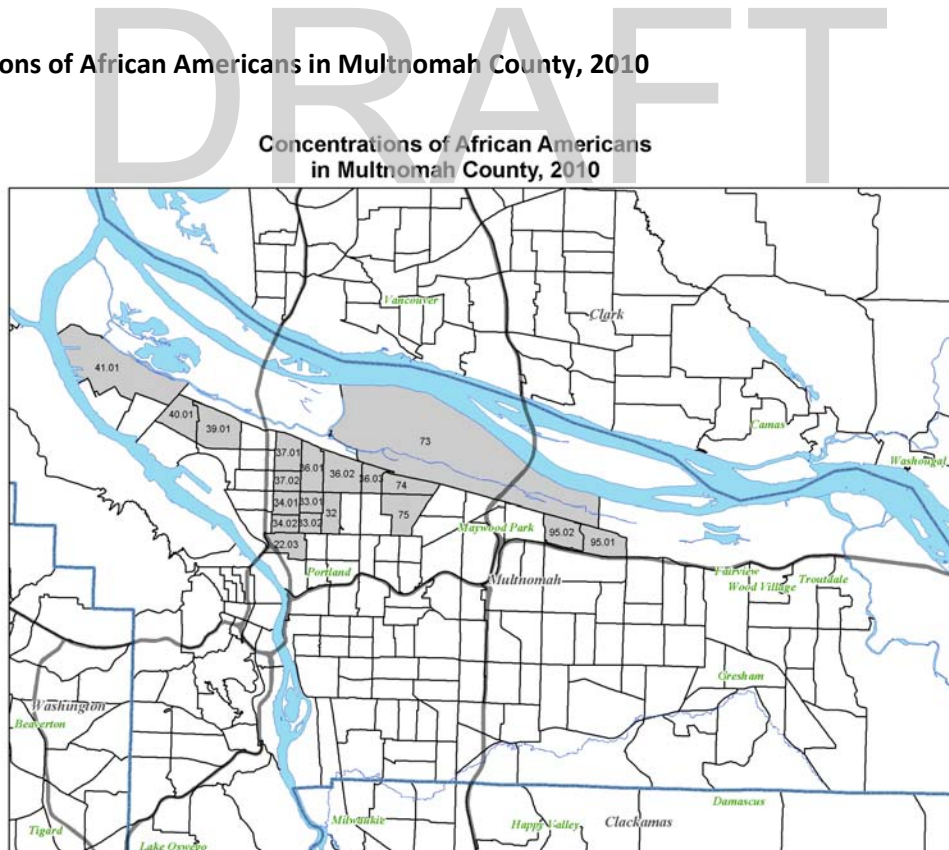 DRAFT
ons of African Americans in Multnomah County, 2010
Concentrations of African Americans
in Multnomah County, 2010
Vancouver
Clark
41.01
Camas
40.01
39.01
73
37.01
Washougal
36.01
36.02
36.03
37.02
74
34.01
33.01
32
75
34.02
33.02
Maywood Park
95.02
95.01
22.03
Portland
Multnomah
Fairview
Wood Village
Troutdale
Gresham
Washington
Beaverton
Damascus
Milwaukie
Happy Valley
Clackamas
Tigard
Lake Oswego